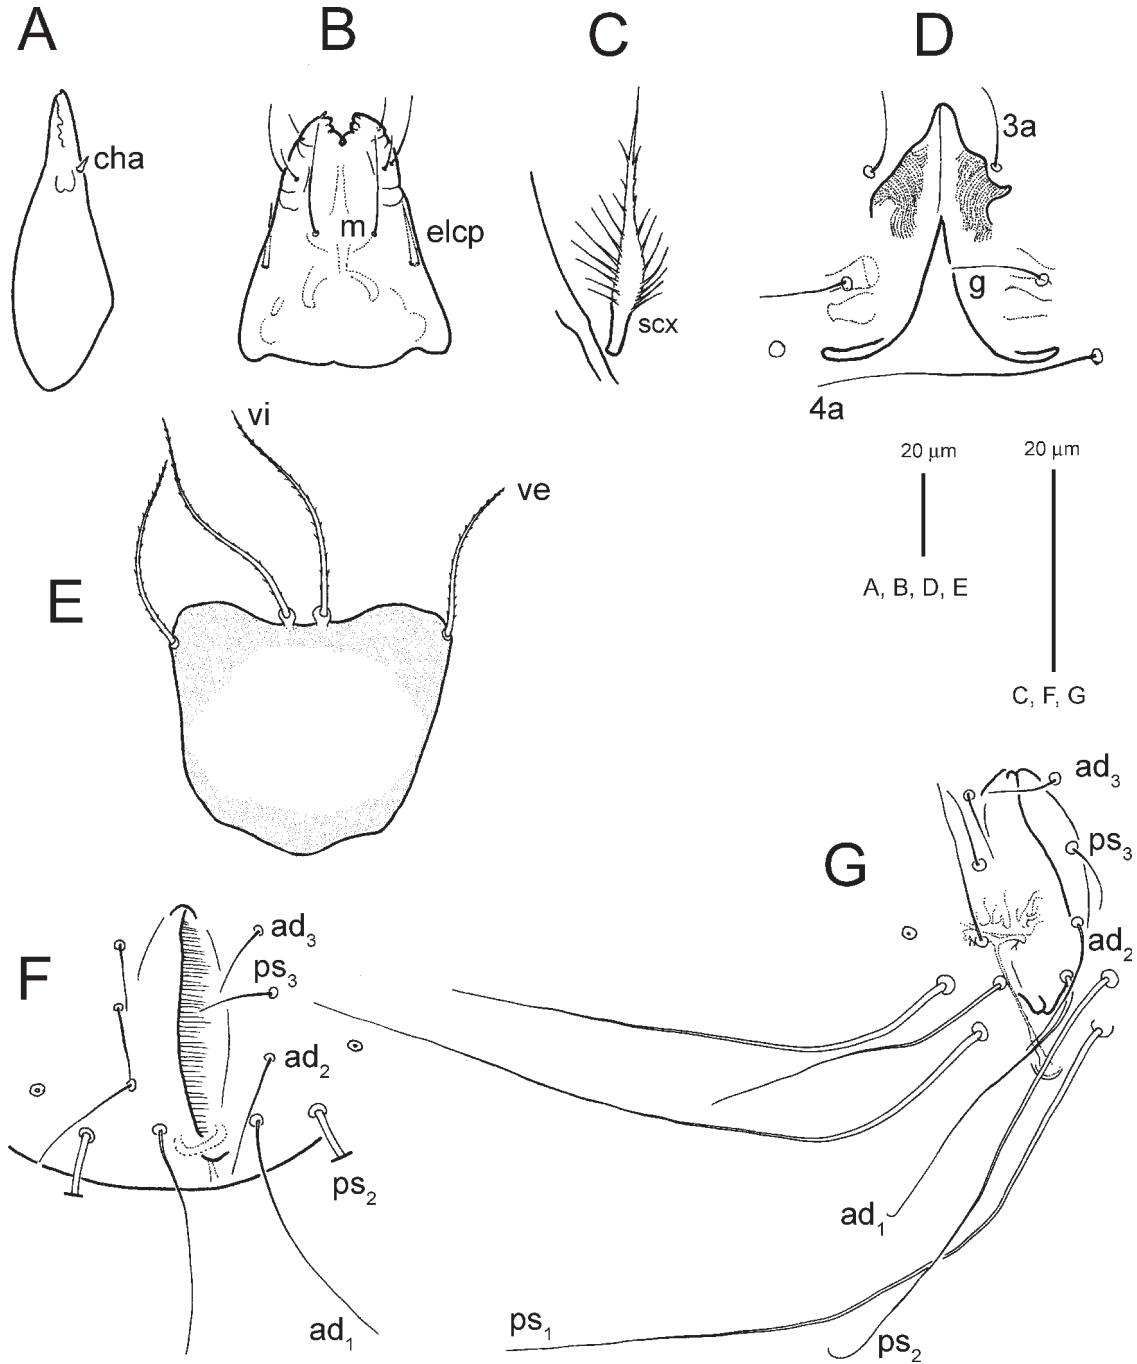 A
B
C
D
cha
m
elcp
scx
3a
g
4a
vi
ve
E
20 μm
20 μm
A, B, D, E
C, F, G
G
ad₃
ps₃
ad₂
F
ad₃
ps₃
ad₂
ps₂
ad₁
ad₁
ps₁
ps₂